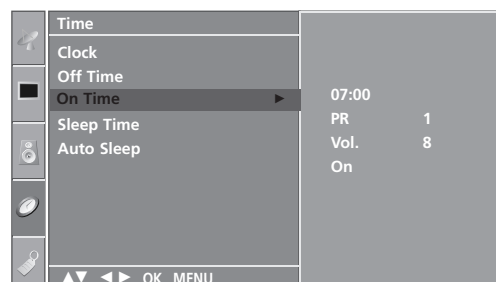 Time
Clock
Off Time
On Time ►
Sleep Time
Auto Sleep
07:00
PR 1
Vol. 8
On
▲▼ ◄► OK MENU